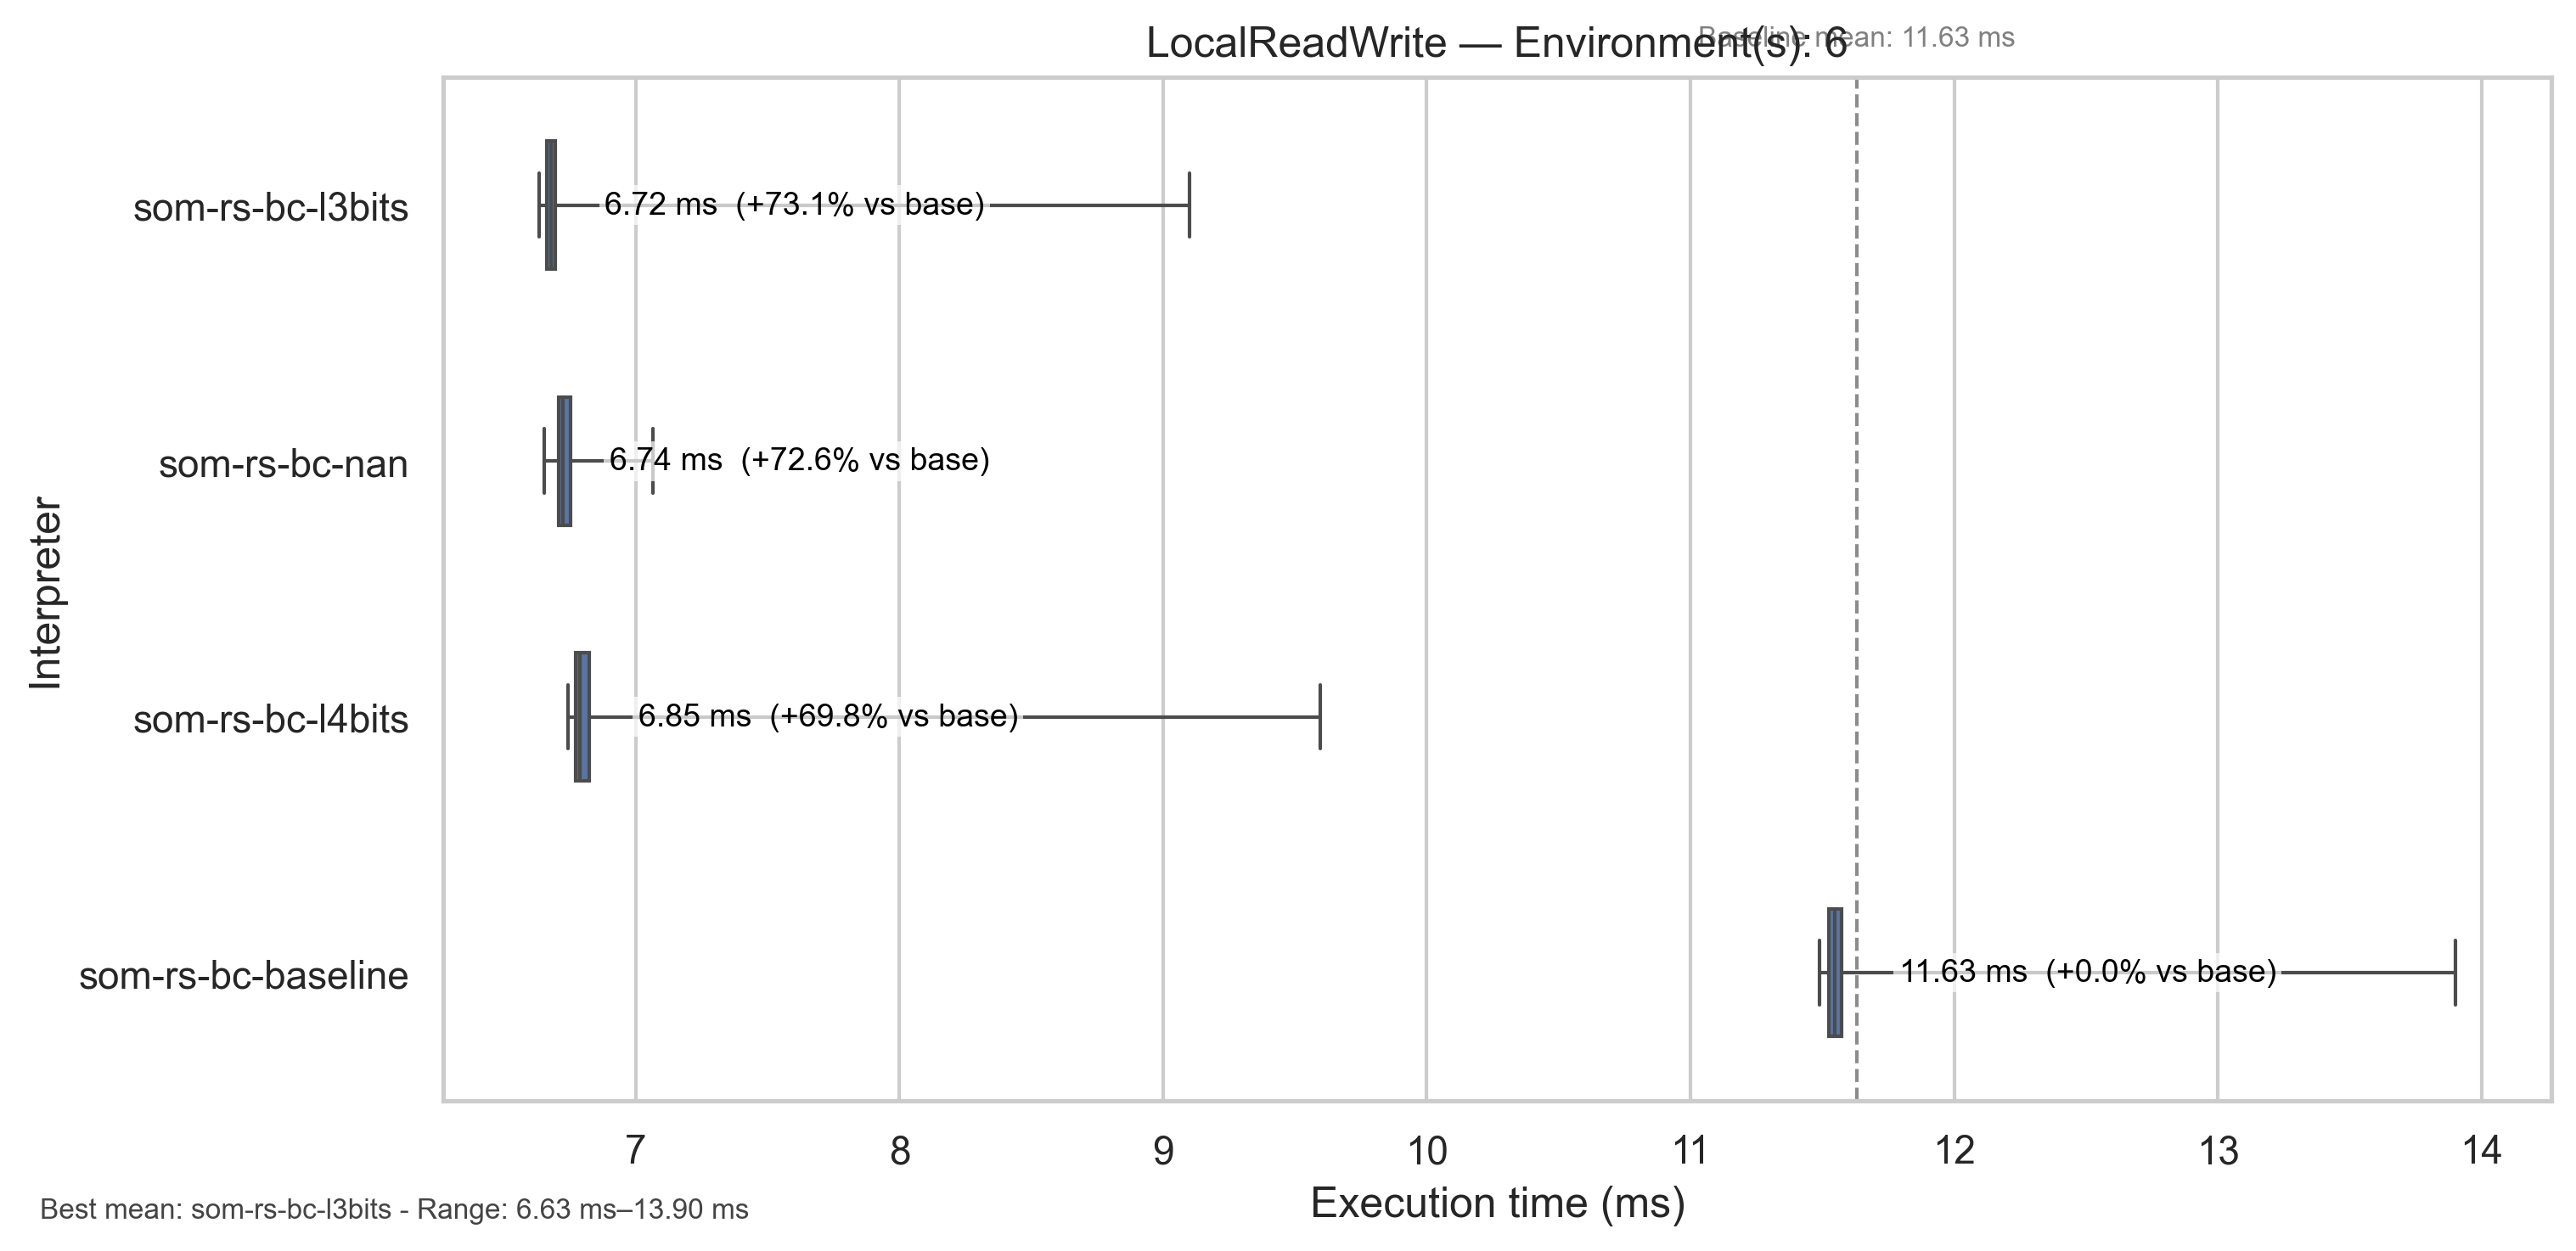 LocalReadWrite — Environment(s): 6
Baseline mean: 11.63 ms
Interpreter
som-rs-bc-l3bits
6.72 ms (+73.1% vs base)
som-rs-bc-nan
6.74 ms (+72.6% vs base)
som-rs-bc-l4bits
6.85 ms (+69.8% vs base)
som-rs-bc-baseline
11.63 ms (+0.0% vs base)
7 8 9 10 11 12 13 14
Execution time (ms)
Best mean: som-rs-bc-l3bits - Range: 6.63 ms–13.90 ms